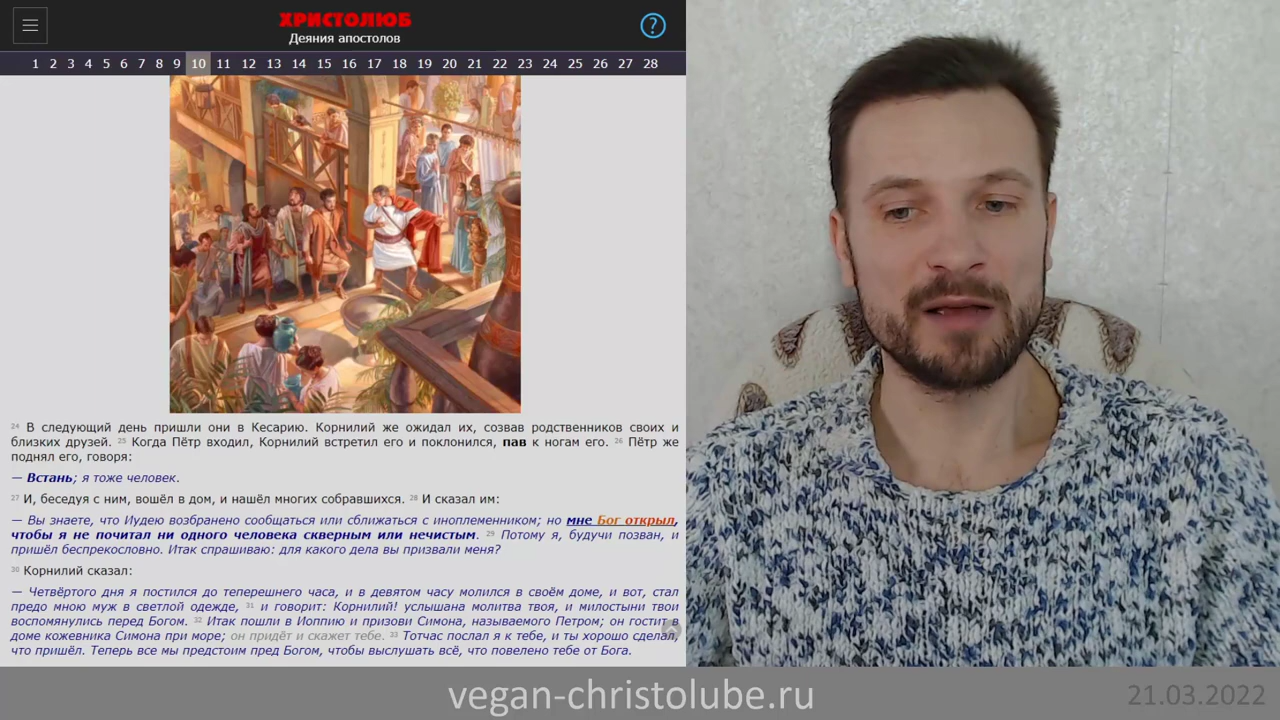 ХРИСТОЛЮБ
Деяния апостолов
?
1 2 3 4 5 6 7 8 9 10 11 12 13 14 15 16 17 18 19 20 21 22 23 24 25 26 27 28
24 В следующий день пришли они в Кесарию. Корнилий же ожидал их, созвав родственников своих и
близких друзей. 25 Когда Пётр входил, Корнилий встретил его и поклонился, пав к ногам его. 26 Пётр же
поднял его, говоря:
— Встань; я тоже человек.
27 И, беседуя с ним, вошёл в дом, и нашёл многих собравшихся. 28 И сказал им:
— Вы знаете, что Иудею возбранено сообщаться или сближаться с иноплеменником; но мне Бог открыл,
чтобы я не почитал ни одного человека скверным или нечистым. 29 Потому я, будучи позван, и
пришёл беспрекословно. Итак спрашиваю: для какого дела вы призвали меня?
30 Корнилий сказал:
— Четвёртого дня я постился до теперешнего часа, и в девятом часу молился в своём доме, и вот, стал
предо мною муж в светлой одежде, 31 и говорит: Корнилий! услышана молитва твоя, и милостыни твои
воспомянулись перед Богом. 32 Итак пошли в Иоппию и призови Симона, называемого Петром; он гостит в
доме кожевника Симона при море; он придёт и скажет тебе. 33 Тотчас послал я к тебе, и ты хорошо сделал,
что пришёл. Теперь все мы предстоим пред Богом, чтобы выслушать всё, что повелено тебе от Бога.
vegan-christolube.ru
21.03.2022